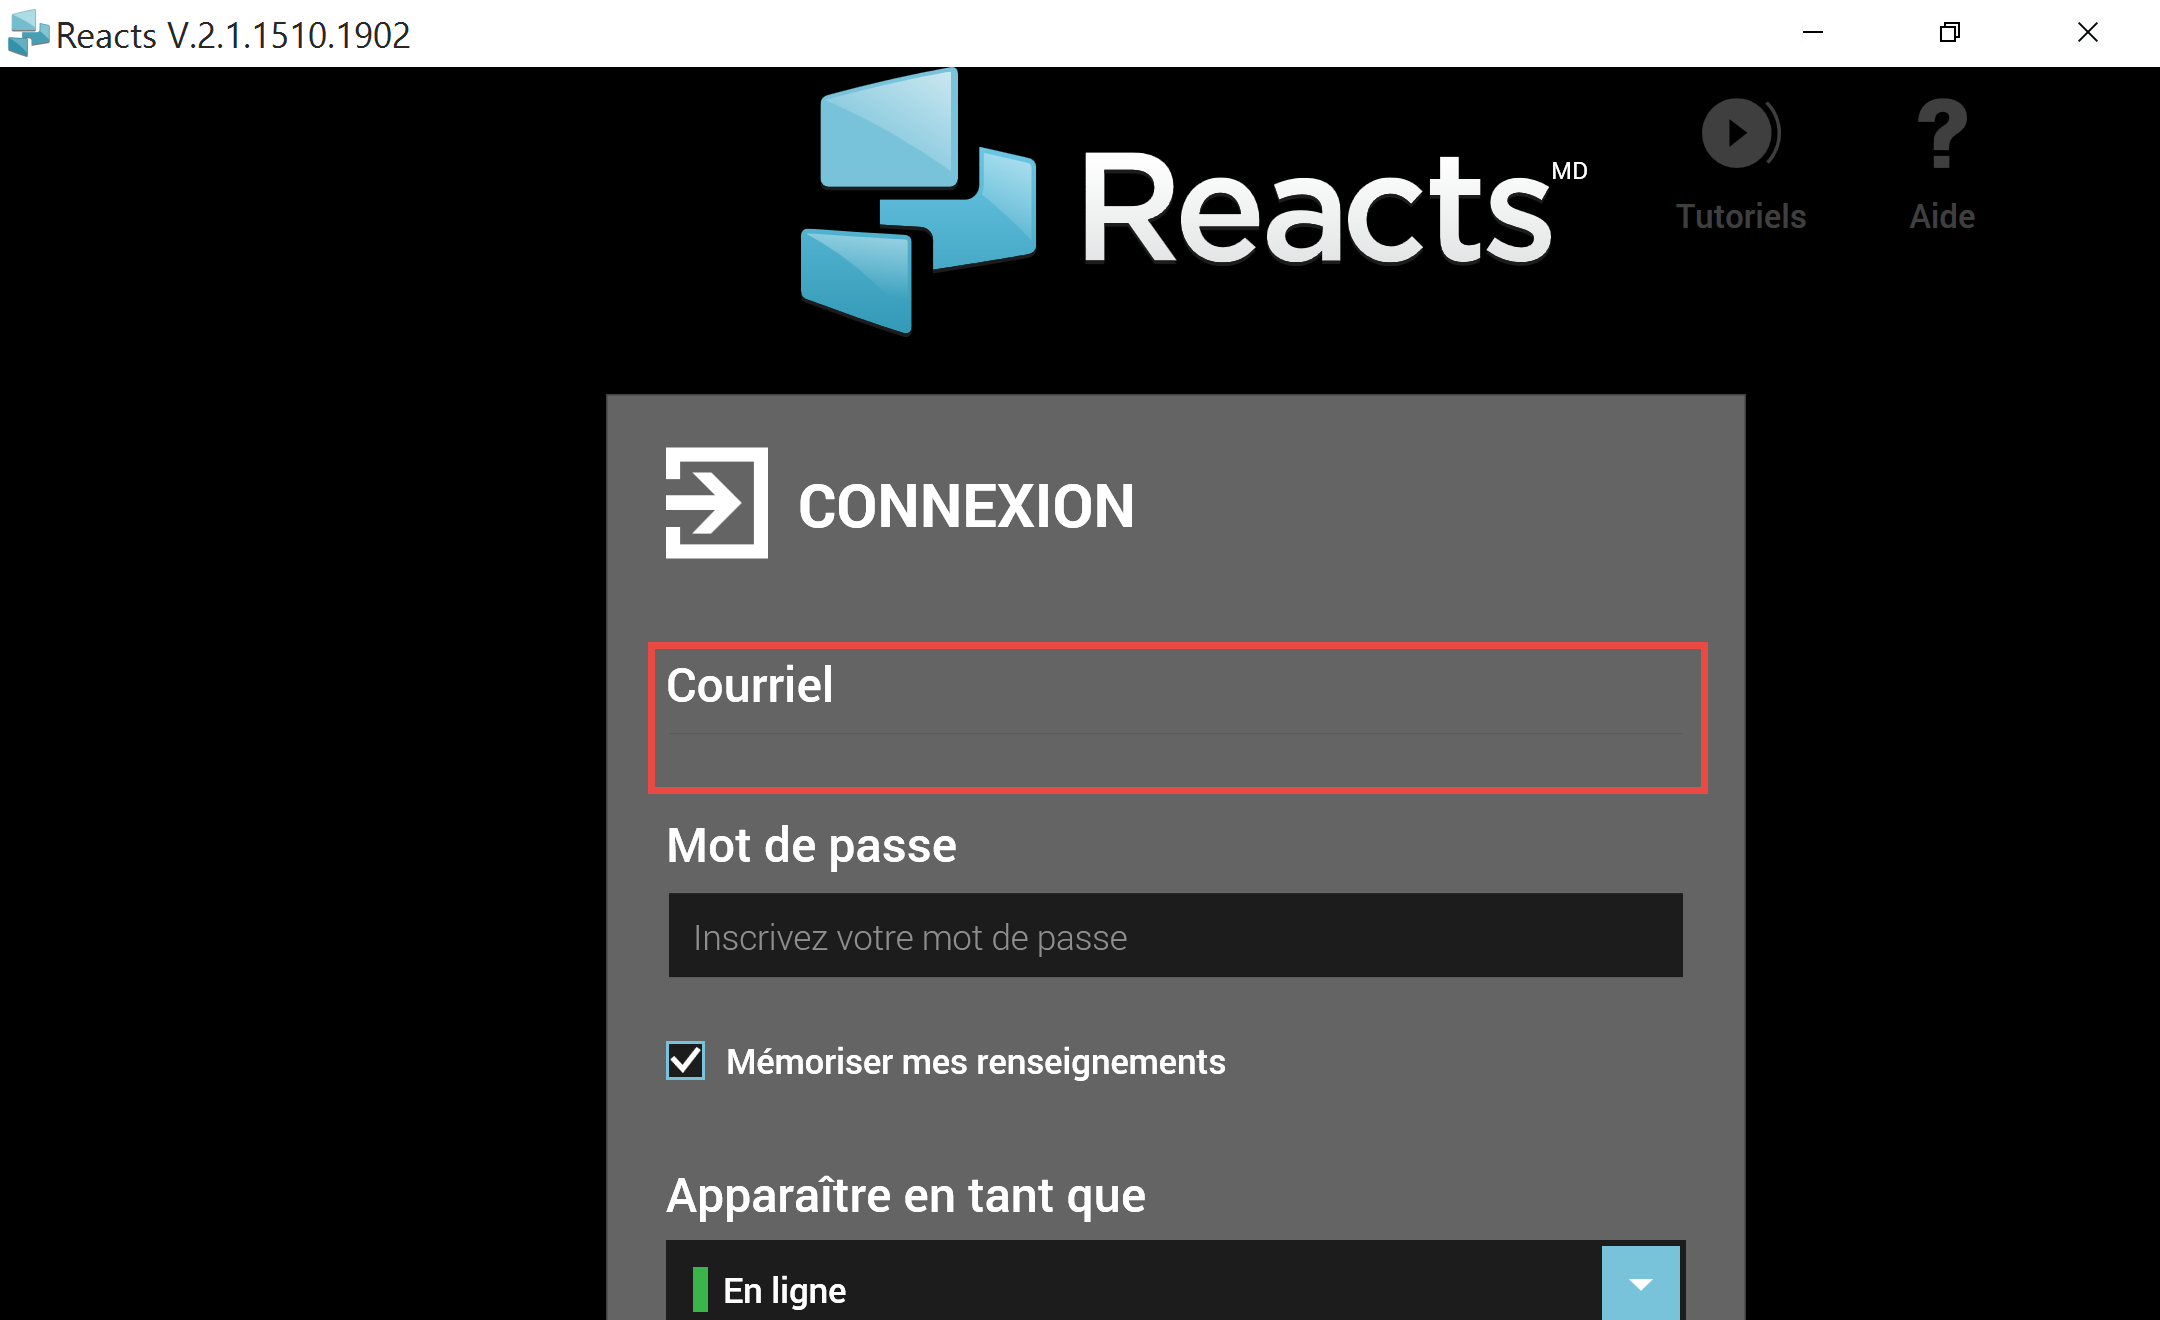 Reacts V.2.1.1510.1902
Reacts MD
Tutoriels
Aide
CONNEXION
Courriel
Mot de passe
Inscrivez votre mot de passe
Mémoriser mes renseignements
Apparaître en tant que
En ligne